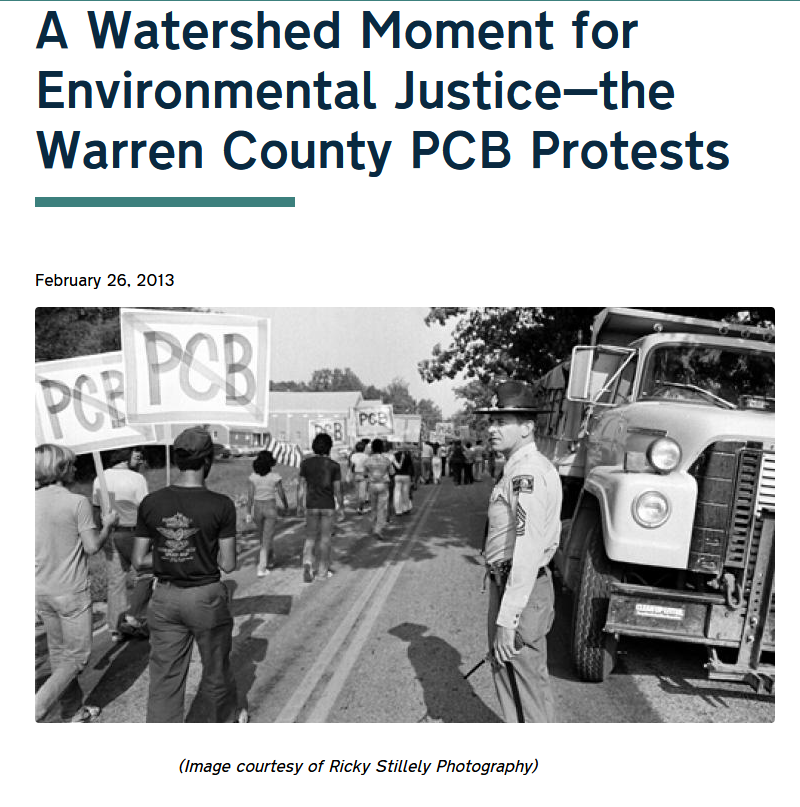 A Watershed Moment for
Environmental Justice—the
Warren County PCB Protests
February 26, 2013
PCB
PCB
PCB
PCB
(Image courtesy of Ricky Stillely Photography)